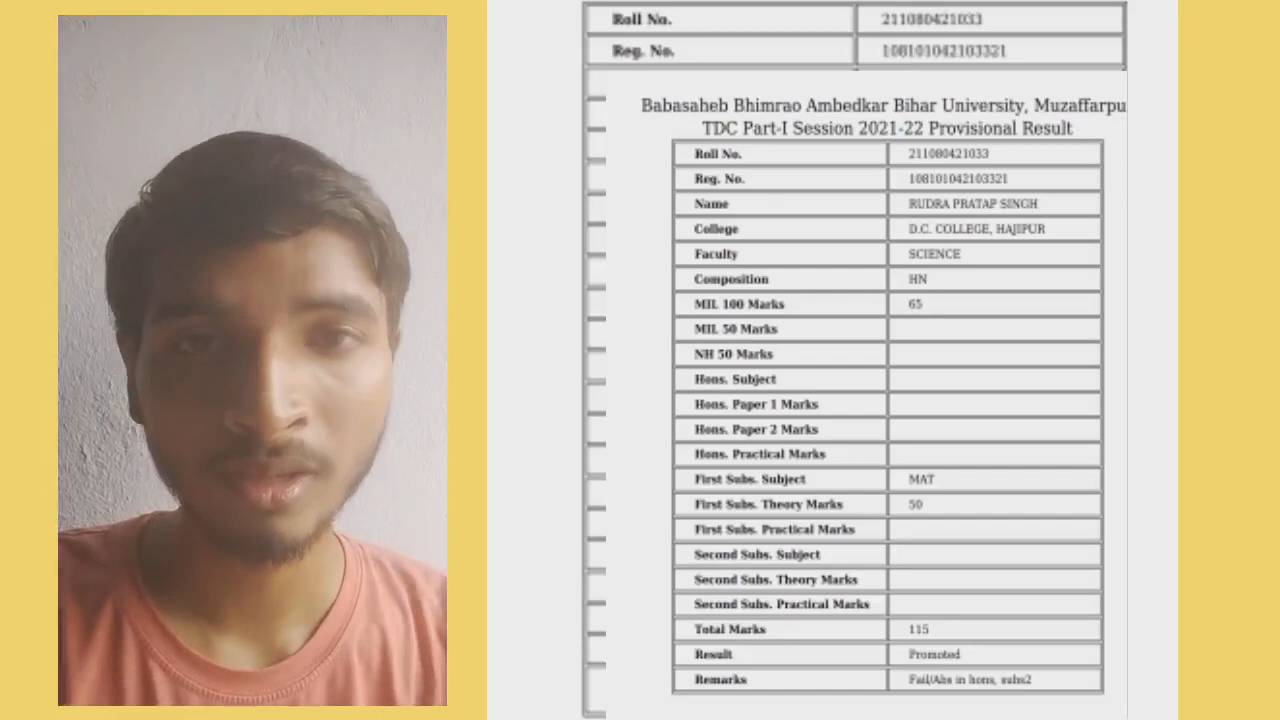 Roll No. 211080421033
Reg. No. 108101042103321
Babasaheb Bhimrao Ambedkar Bihar University, Muzaffarpu
TDC Part-I Session 2021-22 Provisional Result
Roll No. 211080421033
Reg. No. 108101042103321
Name RUDRA PRATAP SINGH
College D.C. COLLEGE, HAJIPUR
Faculty SCIENCE
Composition HN
MIL 100 Marks 65
MIL 50 Marks
NH 50 Marks
Hons. Subject
Hons. Paper 1 Marks
Hons. Paper 2 Marks
Hons. Practical Marks
First Subs. Subject MAT
First Subs. Theory Marks 50
First Subs. Practical Marks
Second Subs. Subject
Second Subs. Theory Marks
Second Subs. Practical Marks
Total Marks 115
Result Promoted
Remarks Fail/Abs in hons, subs2